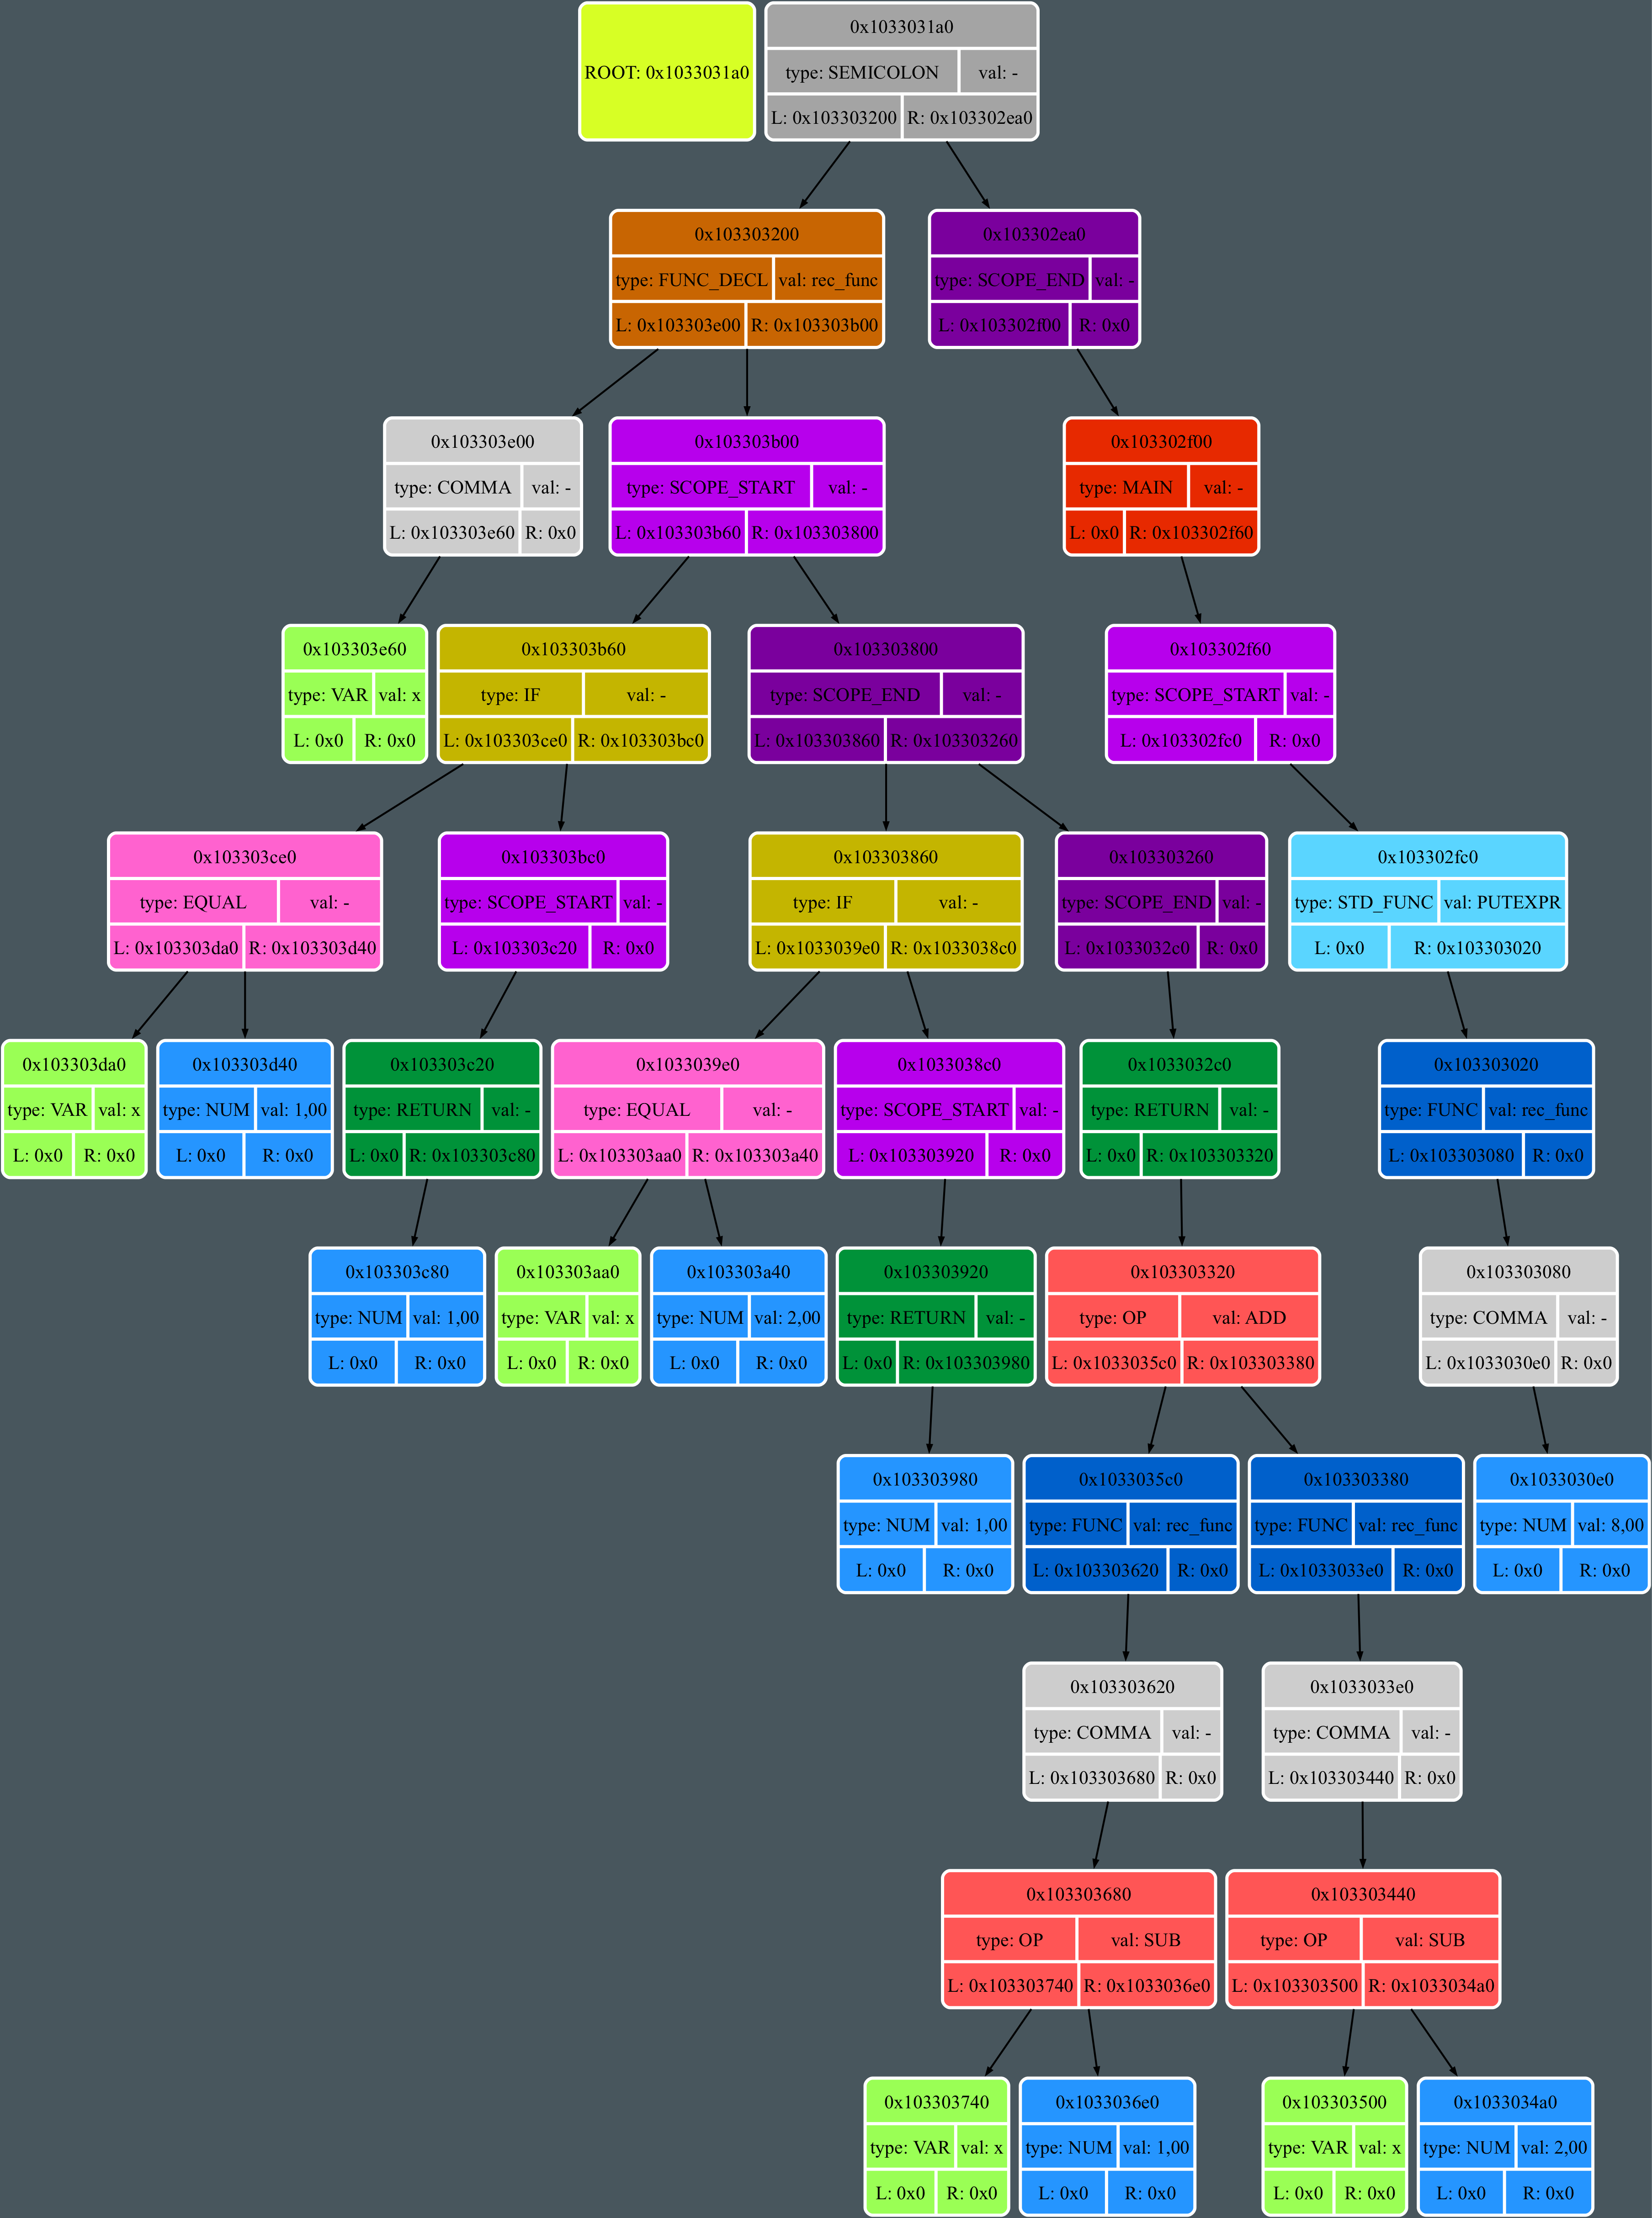 ROOT: 0x1033031a0
0x1033031a0
type: SEMICOLON
val: -
L: 0x103303200
R: 0x103302ea0
0x103303200
type: FUNC_DECL
val: rec_func
L: 0x103303e00
R: 0x103303b00
0x103302ea0
type: SCOPE_END
val: -
L: 0x103302f00
R: 0x0
0x103303e00
type: COMMA
val: -
L: 0x103303e60
R: 0x0
0x103303b00
type: SCOPE_START
val: -
L: 0x103303b60
R: 0x103303800
0x103302f00
type: MAIN
val: -
L: 0x0
R: 0x103302f60
0x103303e60
type: VAR
val: x
L: 0x0
R: 0x0
0x103303b60
type: IF
val: -
L: 0x103303ce0
R: 0x103303bc0
0x103303800
type: SCOPE_END
val: -
L: 0x103303860
R: 0x103303260
0x103302f60
type: SCOPE_START
val: -
L: 0x103302fc0
R: 0x0
0x103303ce0
type: EQUAL
val: -
L: 0x103303da0
R: 0x103303d40
0x103303bc0
type: SCOPE_START
val: -
L: 0x103303c20
R: 0x0
0x103303860
type: IF
val: -
L: 0x1033039e0
R: 0x1033038c0
0x103303260
type: SCOPE_END
val: -
L: 0x1033032c0
R: 0x0
0x103302fc0
type: STD_FUNC
val: PUTEXPR
L: 0x0
R: 0x103303020
0x103303da0
type: VAR
val: x
L: 0x0
R: 0x0
0x103303d40
type: NUM
val: 1,00
L: 0x0
R: 0x0
0x103303c20
type: RETURN
val: -
L: 0x0
R: 0x103303c80
0x1033039e0
type: EQUAL
val: -
L: 0x103303aa0
R: 0x103303a40
0x1033038c0
type: SCOPE_START
val: -
L: 0x103303920
R: 0x0
0x1033032c0
type: RETURN
val: -
L: 0x0
R: 0x103303320
0x103303020
type: FUNC
val: rec_func
L: 0x103303080
R: 0x0
0x103303c80
type: NUM
val: 1,00
L: 0x0
R: 0x0
0x103303aa0
type: VAR
val: x
L: 0x0
R: 0x0
0x103303a40
type: NUM
val: 2,00
L: 0x0
R: 0x0
0x103303920
type: RETURN
val: -
L: 0x0
R: 0x103303980
0x103303320
type: OP
val: ADD
L: 0x1033035c0
R: 0x103303380
0x103303080
type: COMMA
val: -
L: 0x1033030e0
R: 0x0
0x103303980
type: NUM
val: 1,00
L: 0x0
R: 0x0
0x1033035c0
type: FUNC
val: rec_func
L: 0x103303620
R: 0x0
0x103303380
type: FUNC
val: rec_func
L: 0x1033033e0
R: 0x0
0x1033030e0
type: NUM
val: 8,00
L: 0x0
R: 0x0
0x103303620
type: COMMA
val: -
L: 0x103303680
R: 0x0
0x1033033e0
type: COMMA
val: -
L: 0x103303440
R: 0x0
0x103303680
type: OP
val: SUB
L: 0x103303740
R: 0x1033036e0
0x103303440
type: OP
val: SUB
L: 0x103303500
R: 0x1033034a0
0x103303740
type: VAR
val: x
L: 0x0
R: 0x0
0x1033036e0
type: NUM
val: 1,00
L: 0x0
R: 0x0
0x103303500
type: VAR
val: x
L: 0x0
R: 0x0
0x1033034a0
type: NUM
val: 2,00
L: 0x0
R: 0x0